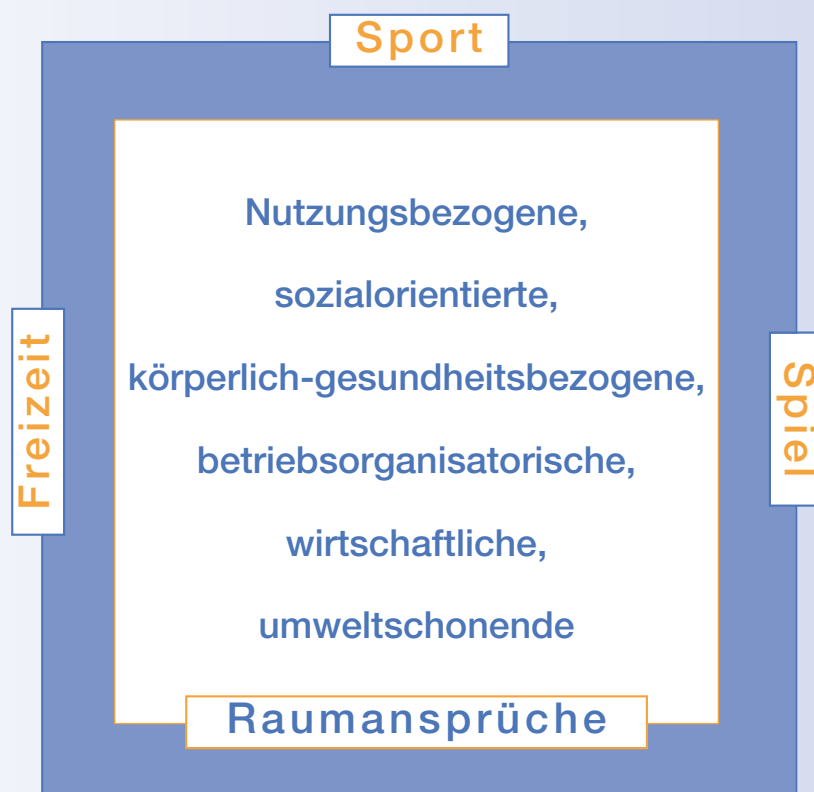 Sport
Nutzungsbezogene,
sozialorientierte,
körperlich-gesundheitsbezogene,
betriebsorganisatorische,
wirtschaftliche,
umweltschonende
Raumansprüche
Freizeit
Spiel